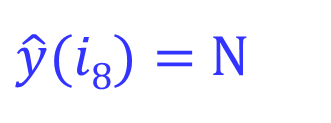 ŷ(i₈) = N